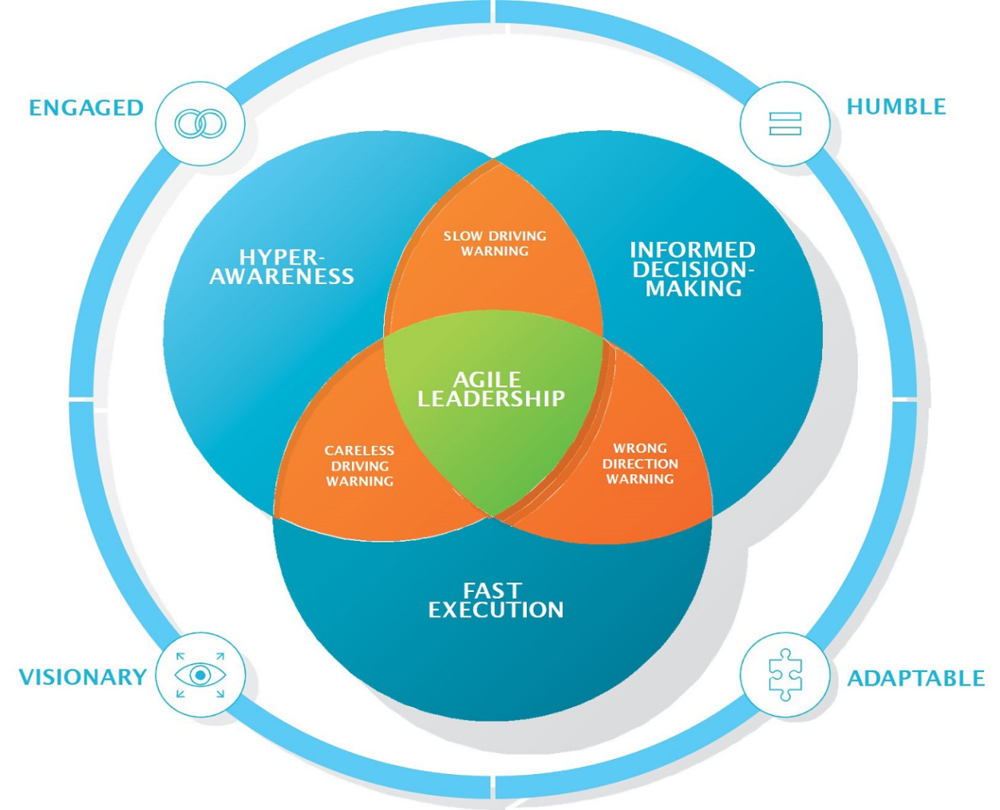 ENGAGED
HUMBLE
SLOW DRIVING
WARNING
HYPER-
AWARENESS
INFORMED
DECISION-
MAKING
AGILE
LEADERSHIP
CARELESS
DRIVING
WARNING
WRONG
DIRECTION
WARNING
FAST
EXECUTION
VISIONARY
ADAPTABLE